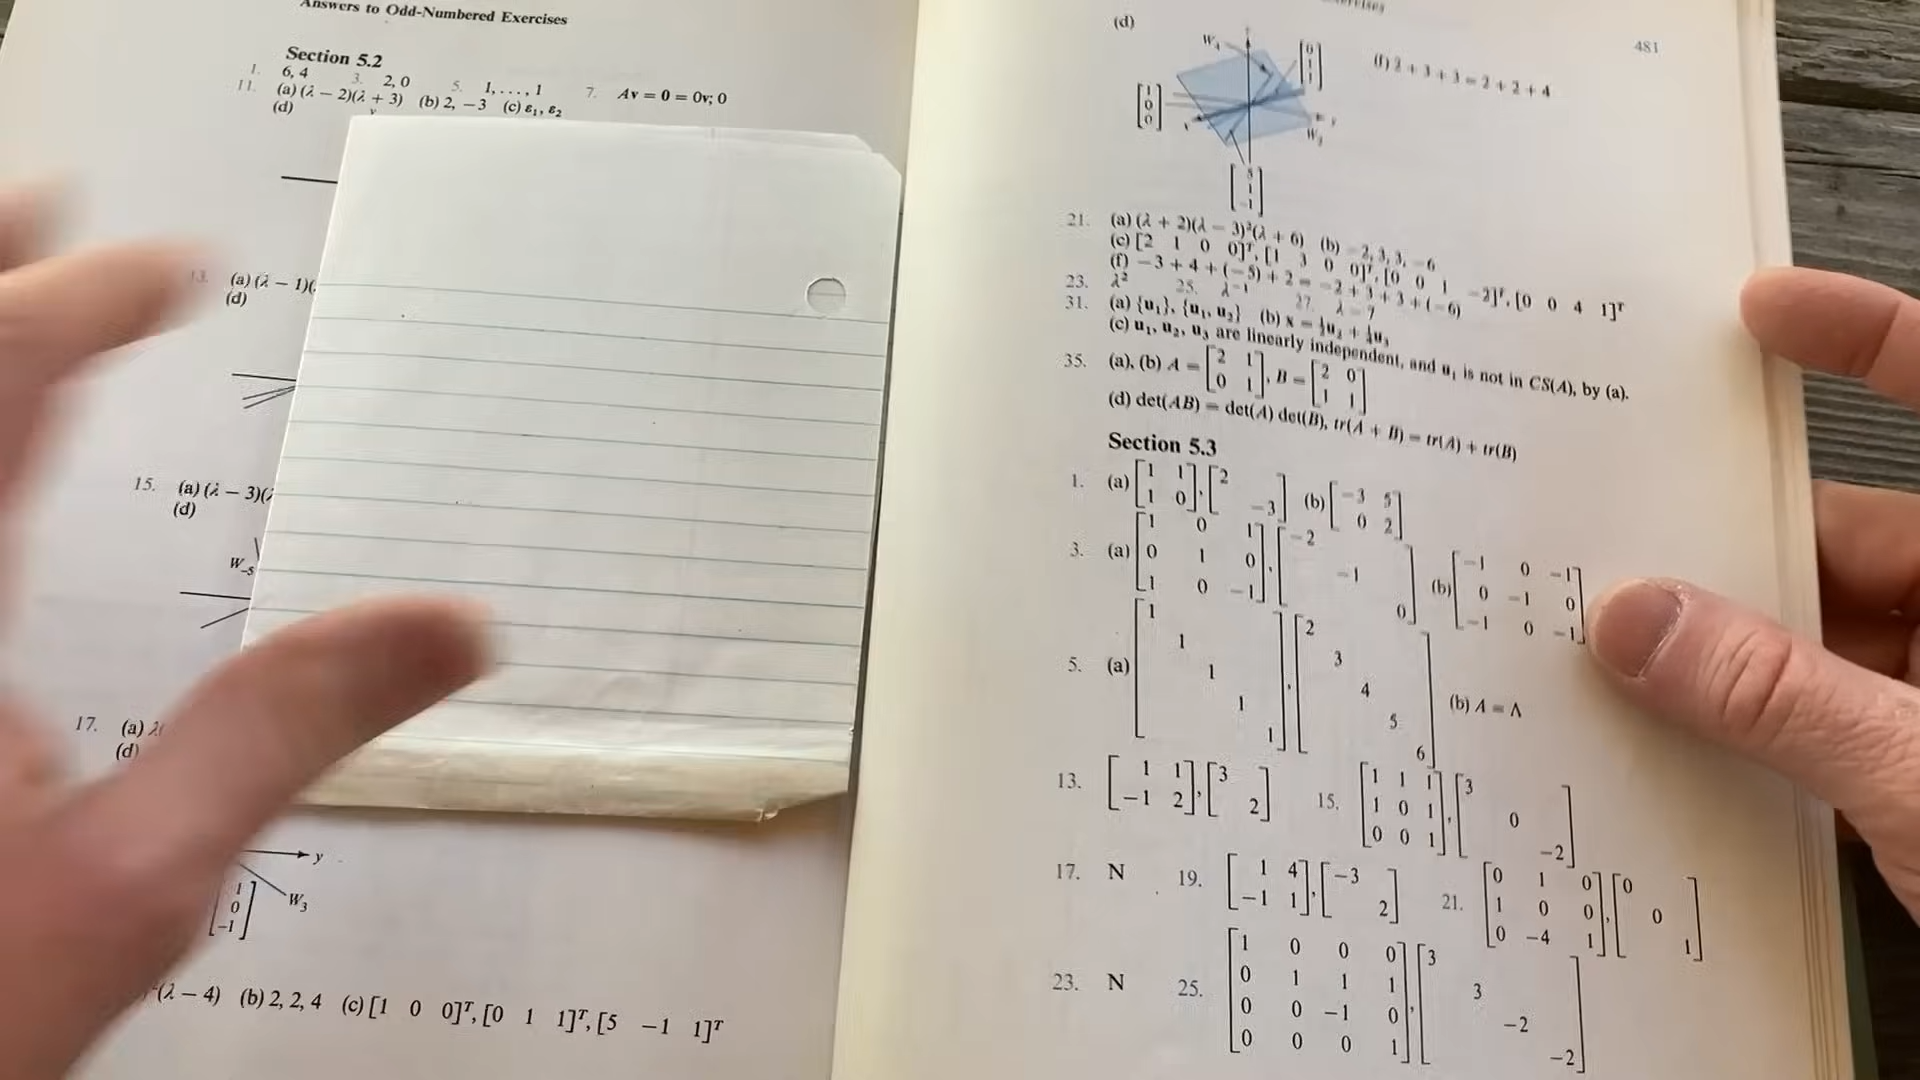 Answers to Odd-Numbered Exercises
Section 5.2
1. 6, 4 3. 2, 0 5. 1, . . . , 1 7. Av = 0 = 0v; 0
11. (a) (λ − 2)(λ + 3) (b) 2, −3 (c) ε₁, ε₂
(d)
13. (a) (λ − 1)(
(d)
15. (a) (λ − 3)(
(d)
W₋₅
17. (a) λ(
(d)
y
W₃
[1 0 −1]
(λ − 4) (b) 2, 2, 4 (c) [1 0 0]ᵀ, [0 1 1]ᵀ, [5 −1 1]ᵀ
481
(d)
W₄
[0 1 1]
(f) 2 + 3 + 3 = 2 + 2 + 4
[1 0 0]
21. (a) (λ + 2)(λ − 3)²(λ + 6) (b) −2, 3, 3, −6
(c) [2 1 0 0]ᵀ, [1 3 0 0]ᵀ, [0 0 1 −2]ᵀ, [0 0 4 1]ᵀ
(f) −3 + 4 + (−5) + 2 = −2 + 3 + 3 + (−6)
23. λ² 25. λ⁻¹ 27. λ − 7
31. (a) {u₁}, {u₁, u₂}
(c) u₁, u₂, u₃ are linearly independent, and u₁ is not in CS(A), by (a).
35. (a), (b) A = [2 1; 0 1], B = [2 0; 1 1]
(d) det(AB) = det(A) det(B), tr(A + B) = tr(A) + tr(B)
Section 5.3
1. (a) [1 1; 1 0], [2; −3] (b) [−3 5; 0 2]
3. (a) [1 0 1; 0 1 0; 1 0 −1], [−2; −1; 0] (b) [−1 0 −1; 0 −1 0; −1 0 −1]
5. (a) [1; 1; 1; 1; 1], [2; 3; 4; 5; 6] (b) A = Λ
13. [1 1; −1 2], [3; 2] 15. [1 1 1; 1 0 1; 0 0 1], [3; 0; −2]
17. N 19. [1 4; −1 1], [−3; 2] 21. [0 1 0; 1 0 0; 0 −4 1], [0; 0; 1]
23. N 25. [1 0 0 0; 0 1 1 1; 0 0 −1 0; 0 0 0 1], [3; 3; −2; −2]